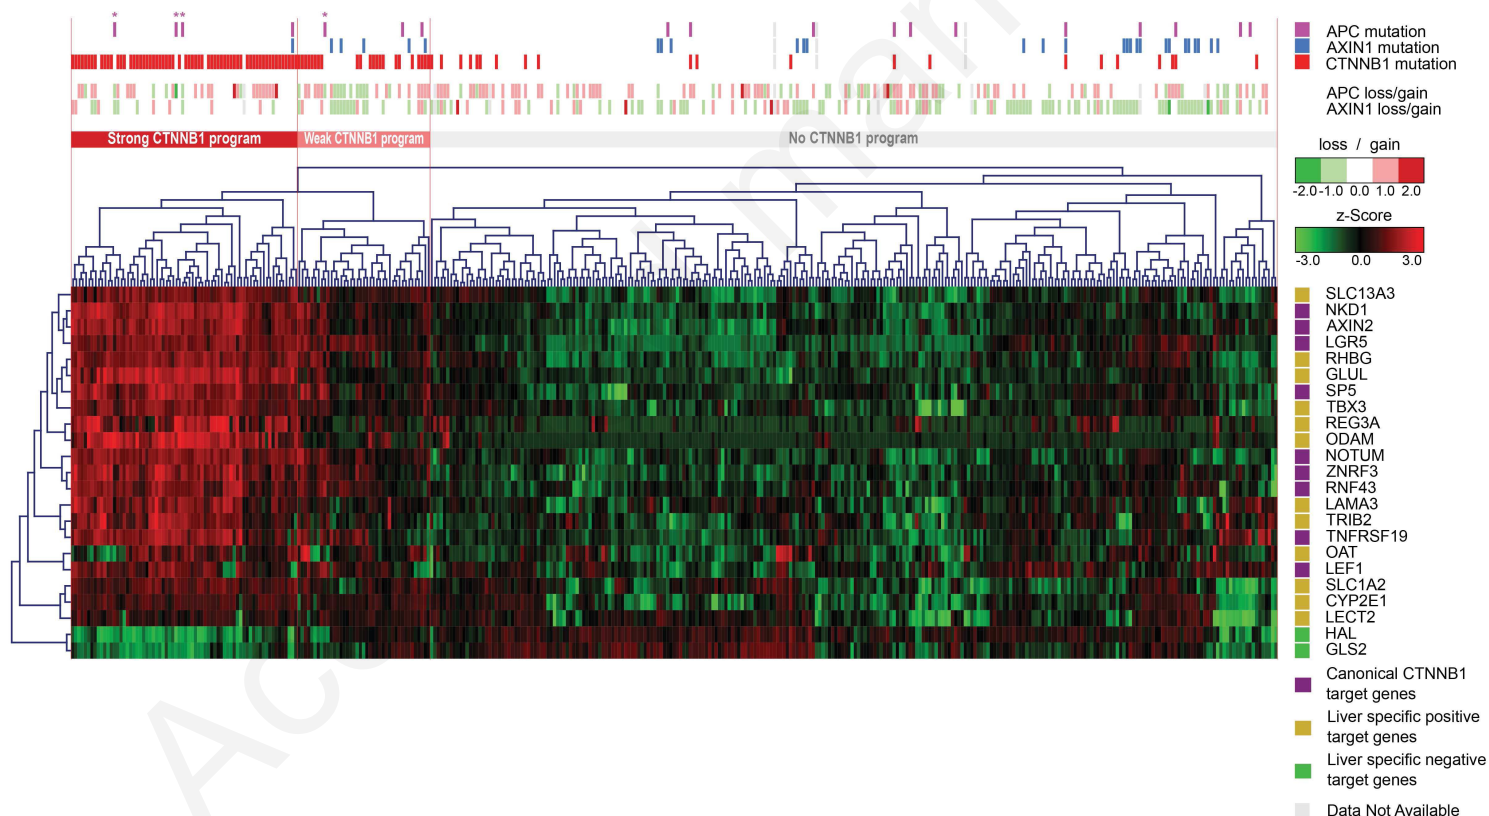 * ** *
APC mutation
AXIN1 mutation
CTNNB1 mutation
APC loss/gain
AXIN1 loss/gain
Strong CTNNB1 program Weak CTNNB1 program No CTNNB1 program
loss / gain
-2.0 -1.0 0.0 1.0 2.0
z-Score
-3.0 0.0 3.0
SLC13A3
NKD1
AXIN2
LGR5
RHBG
GLUL
SP5
TBX3
REG3A
ODAM
NOTUM
ZNRF3
RNF43
LAMA3
TRIB2
TNFRSF19
OAT
LEF1
SLC1A2
CYP2E1
LECT2
HAL
GLS2
Canonical CTNNB1
target genes
Liver specific positive
target genes
Liver specific negative
target genes
Data Not Available